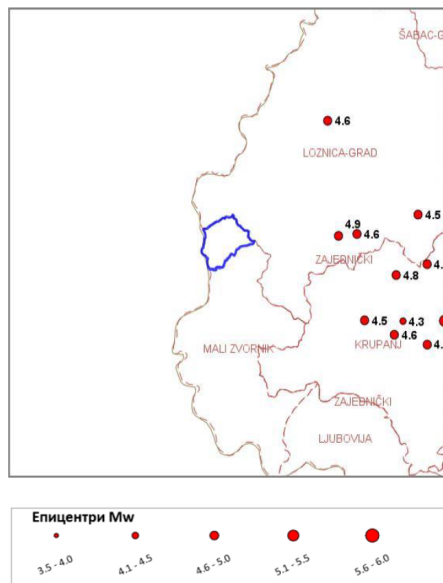 ŠABAC-G
4.6
LOZNICA-GRAD
4.5
4.9
4.6
ZAJEDNIČKI
4.
4.8
4.5
4.3
4.6
MALI ZVORNIK
KRUPANJ
4.
ZAJEDNIČKI
LJUBOVIJA
Епицентри Mw
3.5 - 4.0
4.1 - 4.5
4.6 - 5.0
5.1 - 5.5
5.6 - 6.0